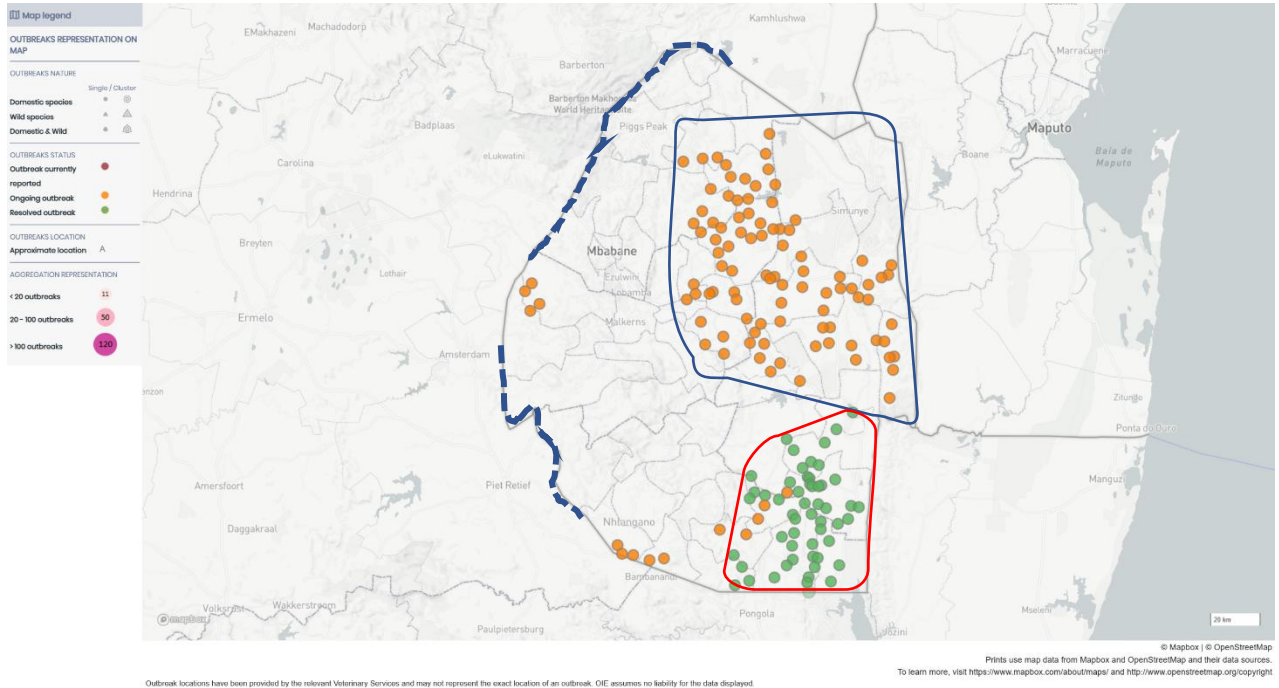 Map legend
OUTBREAKS REPRESENTATION ON
MAP
OUTBREAKS NATURE
Single / Cluster
Domestic species
Wild species
Domestic & Wild
OUTBREAKS STATUS
Outbreak currently
reported
Ongoing outbreak
Resolved outbreak
OUTBREAKS LOCATION
Approximate location A
AGGREGATION REPRESENTATION
< 20 outbreaks 11
20 - 100 outbreaks 50
> 100 outbreaks 120
Kamhlushwa
EMakhazeni
Machadodorp
Marracuene
Barberton
Barberton Makhonjwa
World Heritage Site
Badplaas
Piggs Peak
Maputo
Baía de
Maputo
Boane
eLukwatini
Carolina
Hendrina
Simunye
Breyten
Mbabane
Lothair
Ezulwini
Lobamba
Ermelo
Malkerns
Amsterdam
Zitundo
Ponta do Ouro
Manguzi
Amersfoort
Piet Retief
Daggakraal
Nhlangano
Bambanani
Volksrust
Wakkerstroom
Pongola
Mseleni
Paulpietersburg
Jozini
mapbox
20 km
© Mapbox | © OpenStreetMap
Prints use map data from Mapbox and OpenStreetMap and their data sources.
To learn more, visit https://www.mapbox.com/about/maps/ and http://www.openstreetmap.org/copyright
Outbreak locations have been provided by the relevant Veterinary Services and may not represent the exact location of an outbreak. OIE assumes no liability for the data displayed.